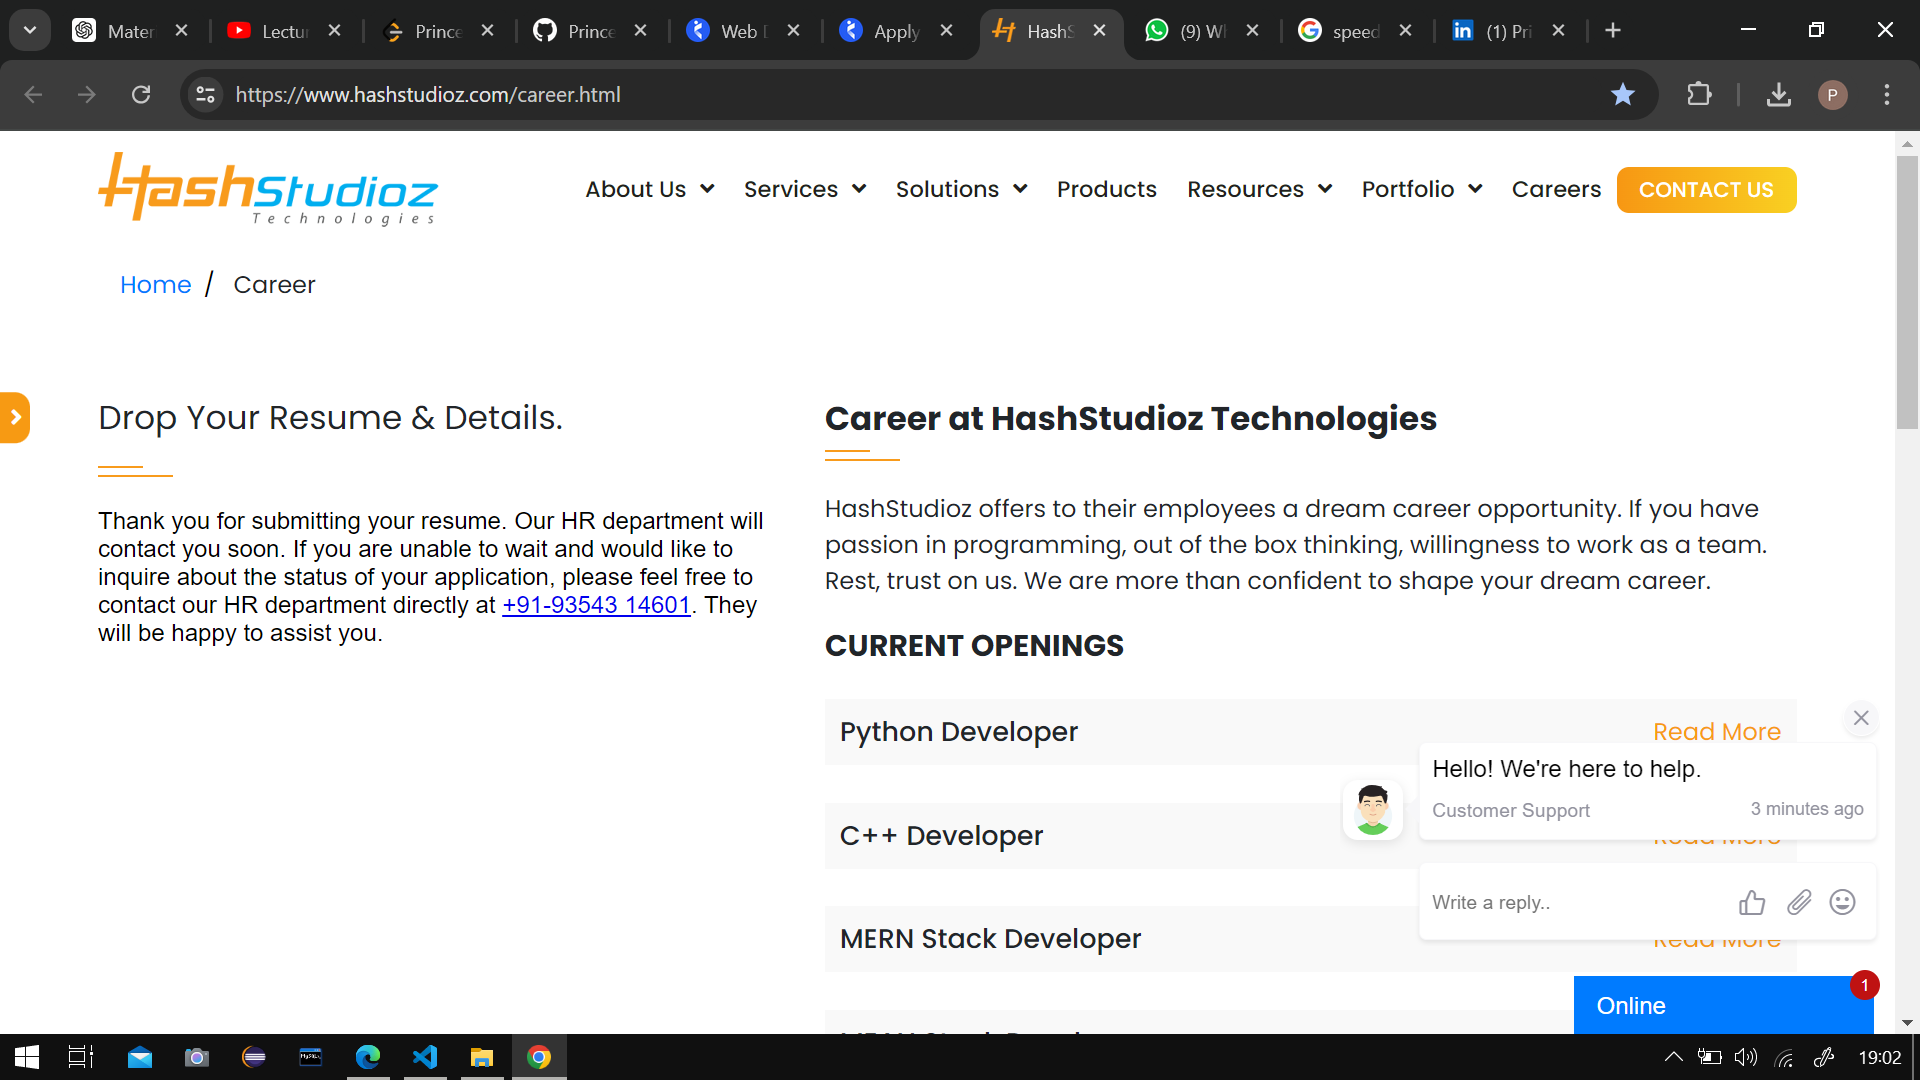 Mater
Lectur
Prince
Prince
Web D
Apply
HashS
(9) Wh
speed
(1) Pri
https://www.hashstudioz.com/career.html
P
HashStudioz
Technologies
About Us
Services
Solutions
Products
Resources
Portfolio
Careers
CONTACT US
Home / Career
Drop Your Resume & Details.
Thank you for submitting your resume. Our HR department will
contact you soon. If you are unable to wait and would like to
inquire about the status of your application, please feel free to
contact our HR department directly at +91-93543 14601. They
will be happy to assist you.
Career at HashStudioz Technologies
HashStudioz offers to their employees a dream career opportunity. If you have
passion in programming, out of the box thinking, willingness to work as a team.
Rest, trust on us. We are more than confident to shape your dream career.
CURRENT OPENINGS
Python Developer
Read More
C++ Developer
Read More
MERN Stack Developer
Read More
Hello! We're here to help.
Customer Support
3 minutes ago
Write a reply..
Online
1
19:02